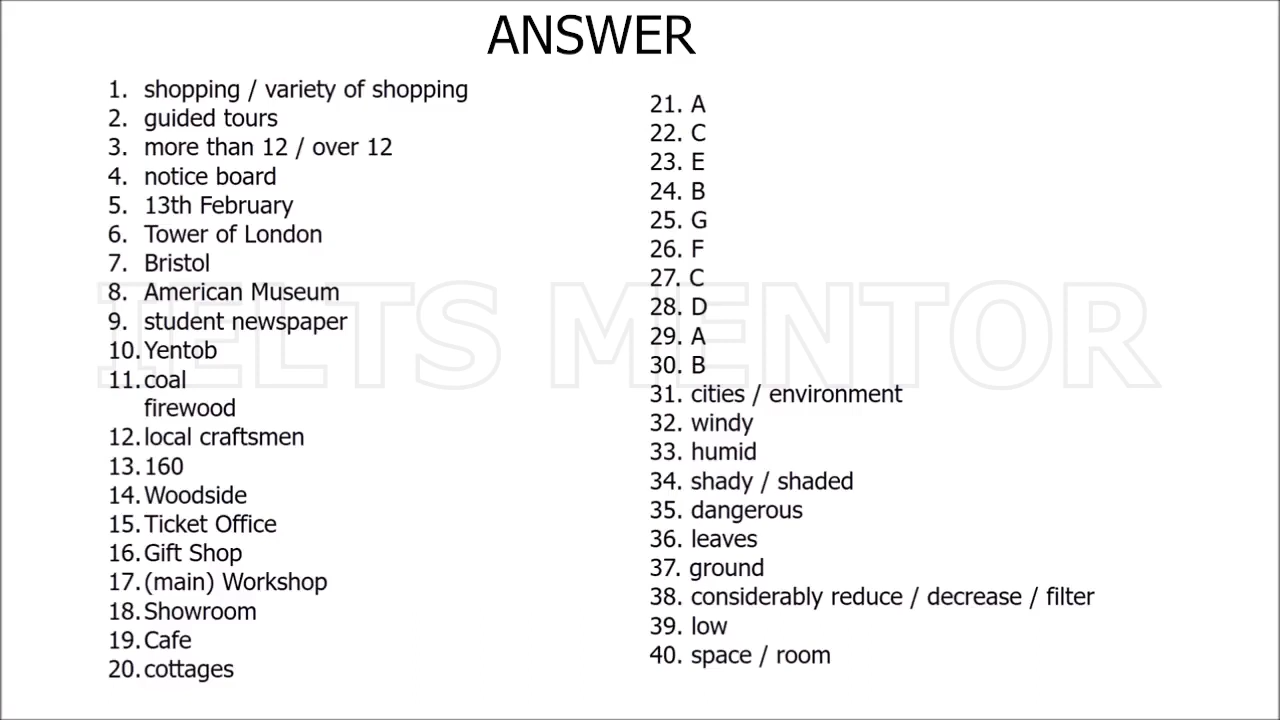 ANSWER
1. shopping / variety of shopping
2. guided tours
3. more than 12 / over 12
4. notice board
5. 13th February
6. Tower of London
7. Bristol
8. American Museum
9. student newspaper
10. Yentob
11. coal
firewood
12. local craftsmen
13. 160
14. Woodside
15. Ticket Office
16. Gift Shop
17. (main) Workshop
18. Showroom
19. Cafe
20. cottages
21. A
22. C
23. E
24. B
25. G
26. F
27. C
28. D
29. A
30. B
31. cities / environment
32. windy
33. humid
34. shady / shaded
35. dangerous
36. leaves
37. ground
38. considerably reduce / decrease / filter
39. low
40. space / room
IELTS MENTOR